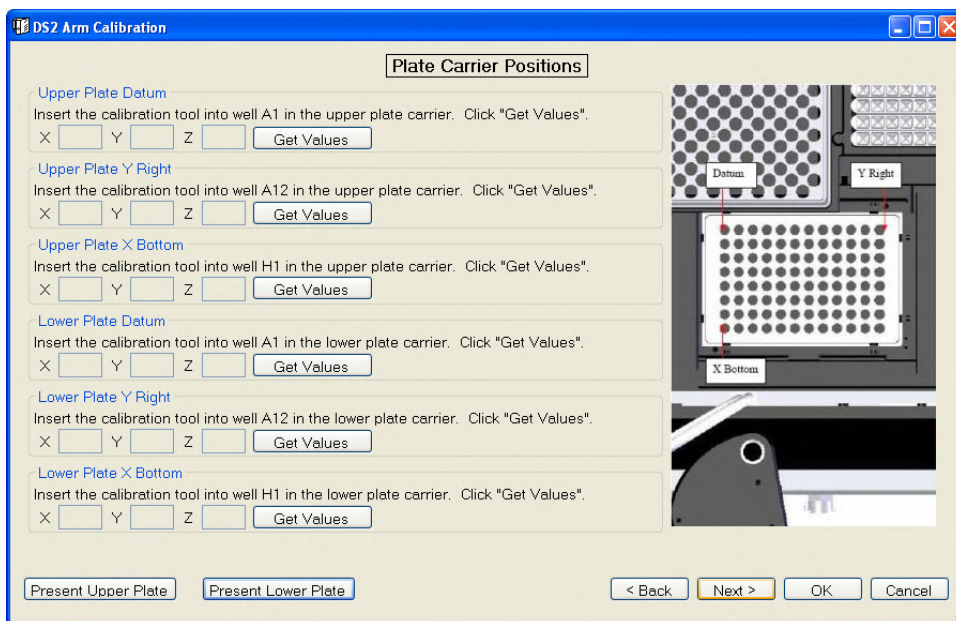 DS2 Arm Calibration
Plate Carrier Positions
Upper Plate Datum
Insert the calibration tool into well A1 in the upper plate carrier. Click "Get Values".
X Y Z Get Values
Upper Plate Y Right
Insert the calibration tool into well A12 in the upper plate carrier. Click "Get Values".
X Y Z Get Values
Upper Plate X Bottom
Insert the calibration tool into well H1 in the upper plate carrier. Click "Get Values".
X Y Z Get Values
Lower Plate Datum
Insert the calibration tool into well A1 in the lower plate carrier. Click "Get Values".
X Y Z Get Values
Lower Plate Y Right
Insert the calibration tool into well A12 in the lower plate carrier. Click "Get Values".
X Y Z Get Values
Lower Plate X Bottom
Insert the calibration tool into well H1 in the lower plate carrier. Click "Get Values".
X Y Z Get Values
Datum Y Right
X Bottom
Present Upper Plate Present Lower Plate < Back Next > OK Cancel